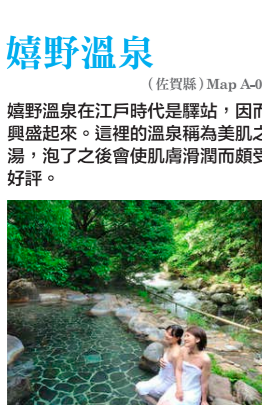 嬉野溫泉
（佐賀縣）Map A-0
嬉野溫泉在江戶時代是驛站，因而
興盛起來。這裡的溫泉稱為美肌之
湯，泡了之後會使肌膚滑潤而頗受
好評。